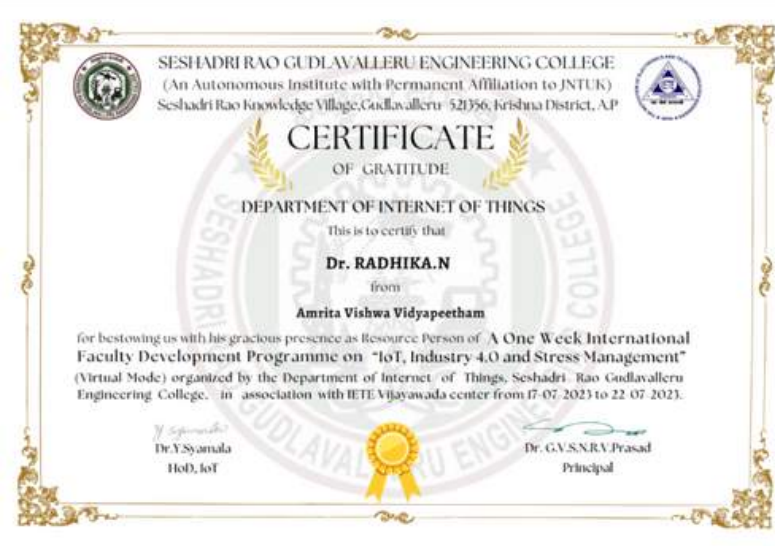 SESHADRI RAO GUDLAVALLERU ENGINEERING COLLEGE
(An Autonomous Institute with Permanent Affiliation to JNTUK)
Seshadri Rao Knowledge Village,Gudlavalleru 521356, Krishna District, A.P
CERTIFICATE
OF GRATITUDE
DEPARTMENT OF INTERNET OF THINGS
This is to certify that
Dr. RADHIKA.N
from
Amrita Vishwa Vidyapeetham
for bestowing us with his gracious presence as Resource Person of A One Week International
Faculty Development Programme on "IoT, Industry 4.0 and Stress Management"
(Virtual Mode) organized by the Department of Internet of Things, Seshadri Rao Gudlavalleru
Engineering College, in association with IETE Vijayawada center from 17-07-2023 to 22-07-2023.
Y Syamala
Dr.Y.Syamala
HoD, IoT
Dr. G.V.S.N.R.V.Prasad
Principal